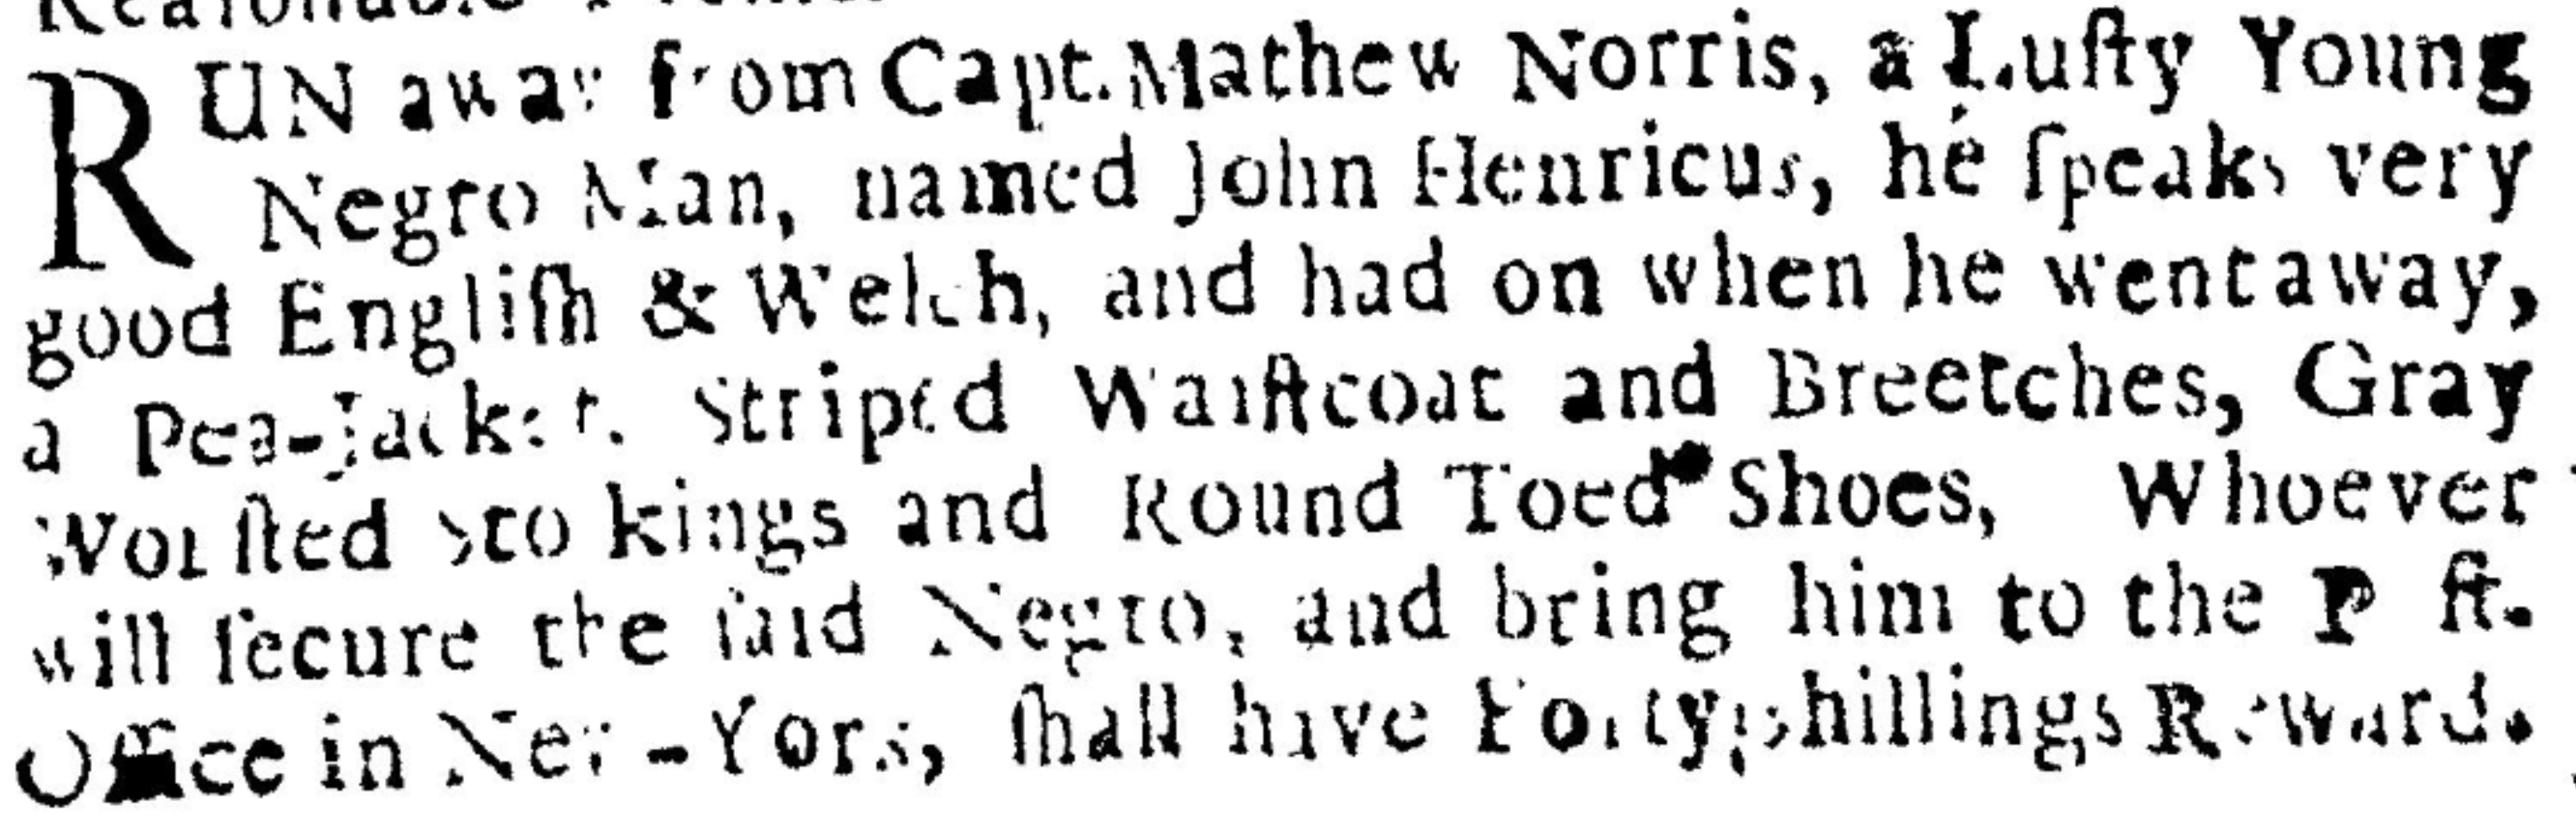 RUN away from Capt. Mathew Norris, a Luſty Young
Negro Man, named John Henricus, he ſpeaks very
good Engliſh & Welch, and had on when he went away,
a Pea-Jacket. Striped Waiſtcoat and Breetches, Gray
Worſted Stockings and Round Toed Shoes, Whoever
will ſecure the ſaid Negro, and bring him to the Poſt.
Office in New-York, ſhall have Forty Shillings Reward.